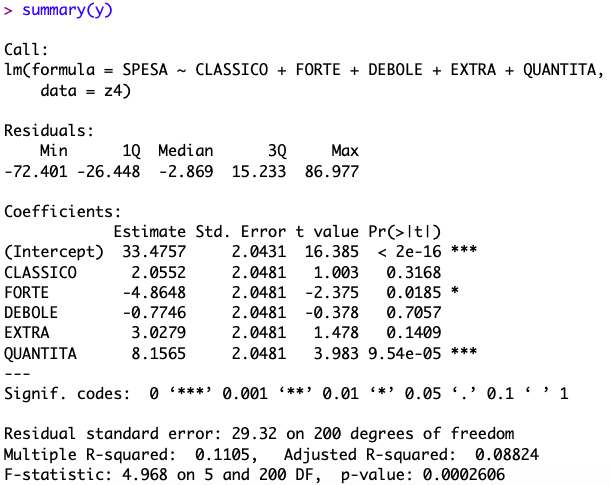 > summary(y)
Call:
lm(formula = SPESA ~ CLASSICO + FORTE + DEBOLE + EXTRA + QUANTITA,
data = z4)
Residuals:
Min 1Q Median 3Q Max
-72.401 -26.448 -2.869 15.233 86.977
Coefficients:
Estimate Std. Error t value Pr(>|t|)
(Intercept) 33.4757 2.0431 16.385 < 2e-16 ***
CLASSICO 2.0552 2.0481 1.003 0.3168
FORTE -4.8648 2.0481 -2.375 0.0185 *
DEBOLE -0.7746 2.0481 -0.378 0.7057
EXTRA 3.0279 2.0481 1.478 0.1409
QUANTITA 8.1565 2.0481 3.983 9.54e-05 ***
---
Signif. codes: 0 ‘***’ 0.001 ‘**’ 0.01 ‘*’ 0.05 ‘.’ 0.1 ‘ ’ 1
Residual standard error: 29.32 on 200 degrees of freedom
Multiple R-squared: 0.1105, Adjusted R-squared: 0.08824
F-statistic: 4.968 on 5 and 200 DF, p-value: 0.0002606